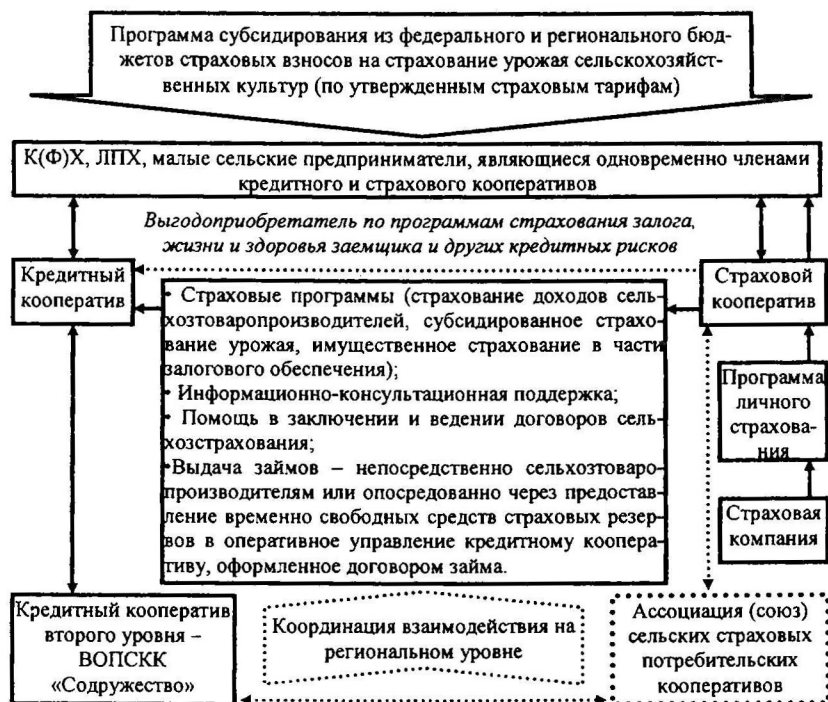 Программа субсидирования из федерального и регионального бюд-
жетов страховых взносов на страхование урожая сельскохозяйст-
венных культур (по утвержденным страховым тарифам)
К(Ф)Х, ЛПХ, малые сельские предприниматели, являющиеся одновременно членами
кредитного и страхового кооперативов
Выгодоприобретатель по программам страхования залога,
жизни и здоровья заемщика и других кредитных рисков
Кредитный
кооператив
Страховой
кооператив
• Страховые программы (страхование доходов сель-
хозтоваропроизводителей, субсидированное страхо-
вание урожая, имущественное страхование в части
залогового обеспечения);
• Информационно-консультационная поддержка;
• Помощь в заключении и ведении договоров сель-
хозстрахования;
•Выдача займов – непосредственно сельхозтоваро-
производителям или опосредованно через предостав-
ление временно свободных средств страховых резер-
вов в оперативное управление кредитному коопера-
тиву, оформленное договором займа.
Программа
личного
страхова-
ния
Страховая
компания
Кредитный кооператив
второго уровня –
ВОПСКК
«Содружество»
Координация взаимодействия на
региональном уровне
Ассоциация (союз)
сельских страховых
потребительских
кооперативов